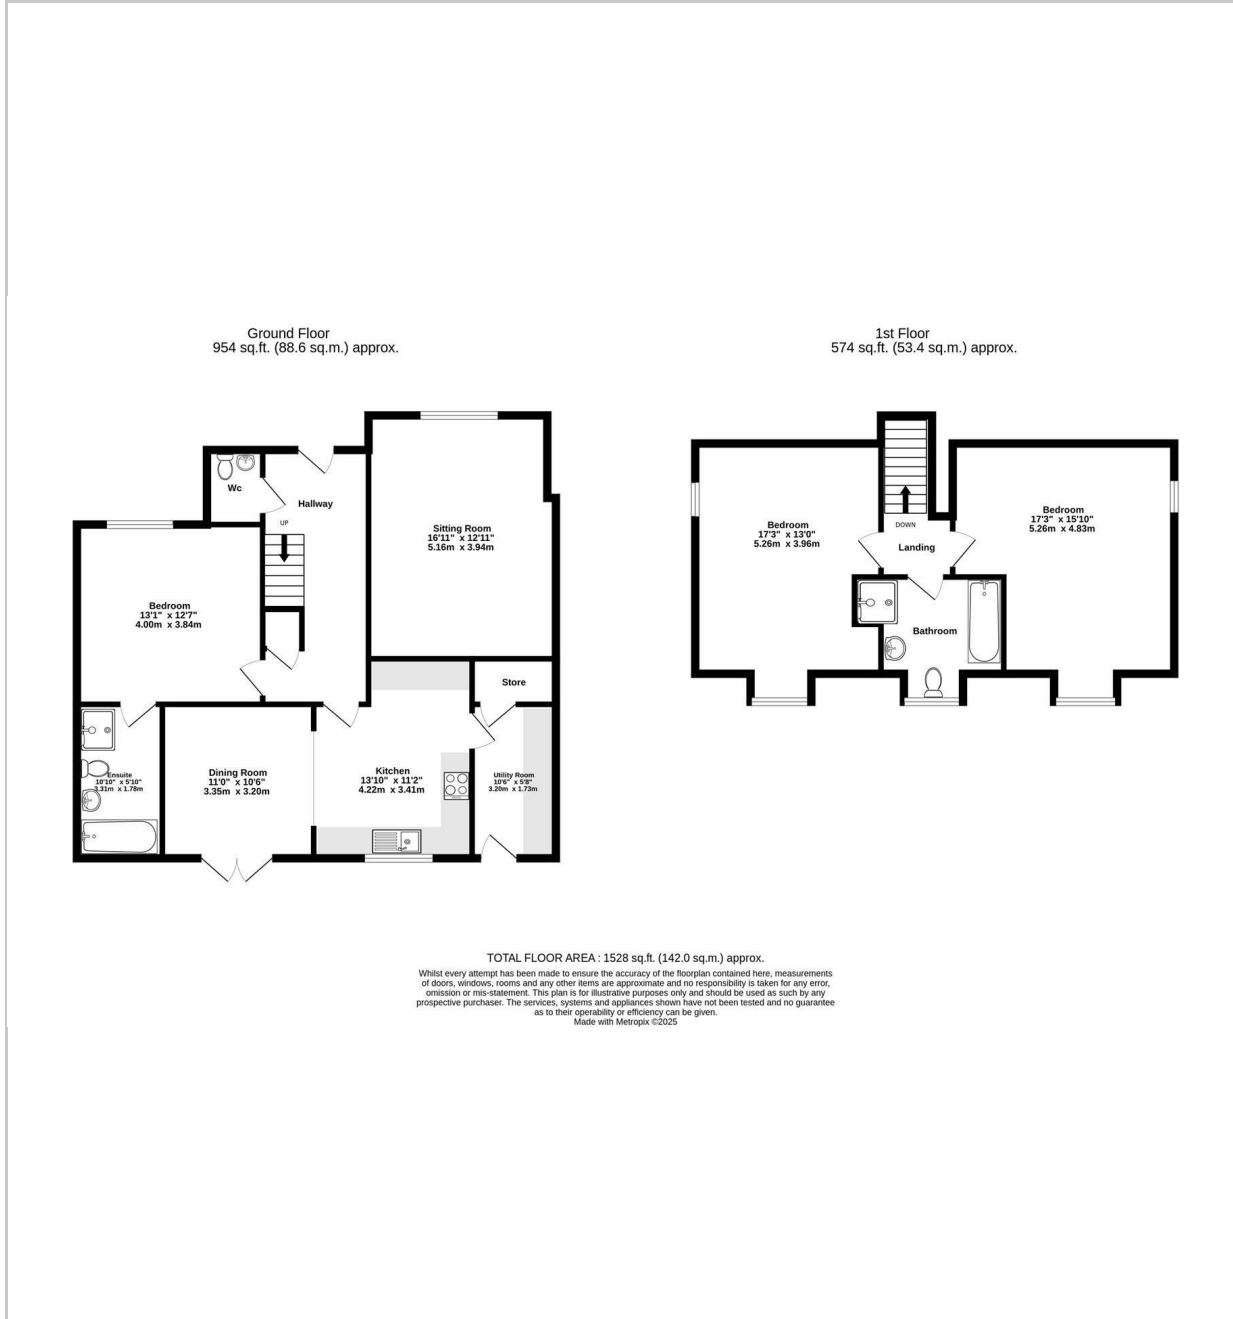 Ground Floor
954 sq.ft. (88.6 sq.m.) approx.
1st Floor
574 sq.ft. (53.4 sq.m.) approx.
Wc
Hallway
UP
Sitting Room
16'11" x 12'11"
5.16m x 3.94m
Bedroom
13'1" x 12'7"
4.00m x 3.84m
Store
Ensuite
10'10" x 5'10"
3.31m x 1.78m
Dining Room
11'0" x 10'6"
3.35m x 3.20m
Kitchen
13'10" x 11'2"
4.22m x 3.41m
Utility Room
10'6" x 5'8"
3.20m x 1.73m
Bedroom
17'3" x 13'0"
5.26m x 3.96m
DOWN
Landing
Bedroom
17'3" x 15'10"
5.26m x 4.83m
Bathroom
TOTAL FLOOR AREA : 1528 sq.ft. (142.0 sq.m.) approx.
Whilst every attempt has been made to ensure the accuracy of the floorplan contained here, measurements
of doors, windows, rooms and any other items are approximate and no responsibility is taken for any error,
omission or mis-statement. This plan is for illustrative purposes only and should be used as such by any
prospective purchaser. The services, systems and appliances shown have not been tested and no guarantee
as to their operability or efficiency can be given.
Made with Metropix ©2025